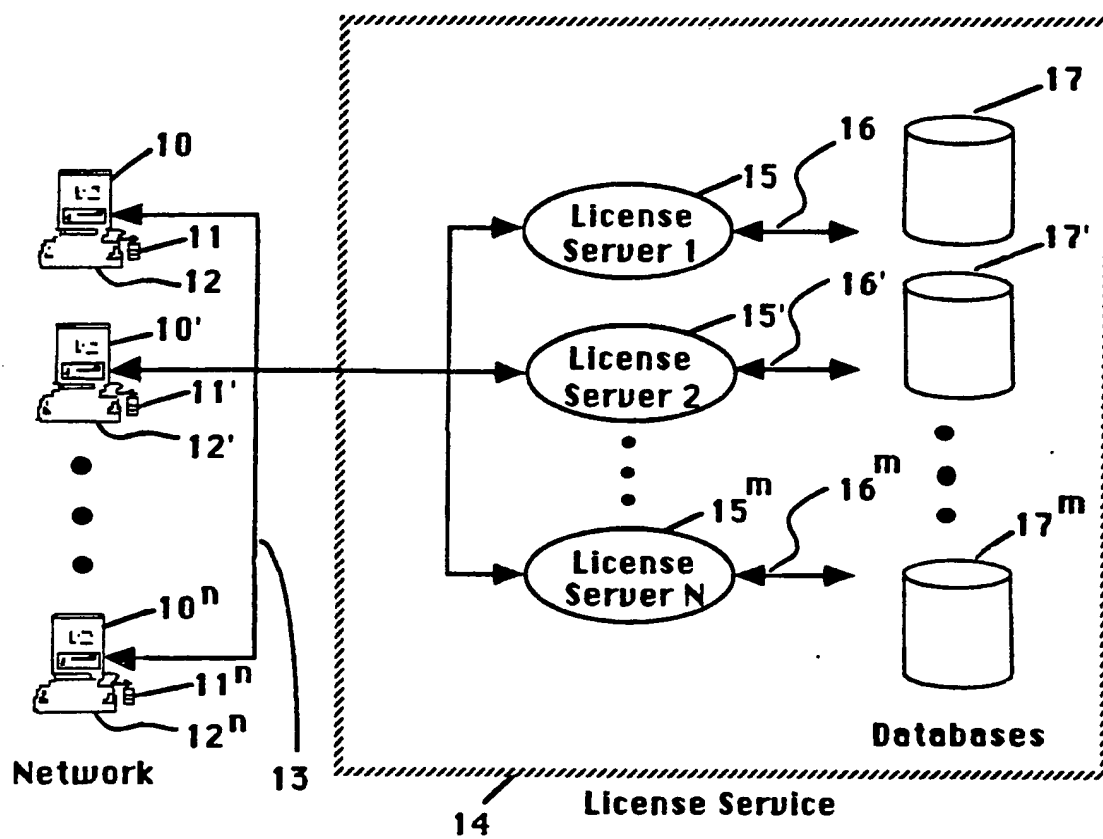 17
10
16
15
11
License
Server 1
12
17'
16'
10'
15'
License
Server 2
11'
12'
16^m
15^m
17^m
License
Server N
10^n
11^n
12^n
Databases
Network
13
License Service
14